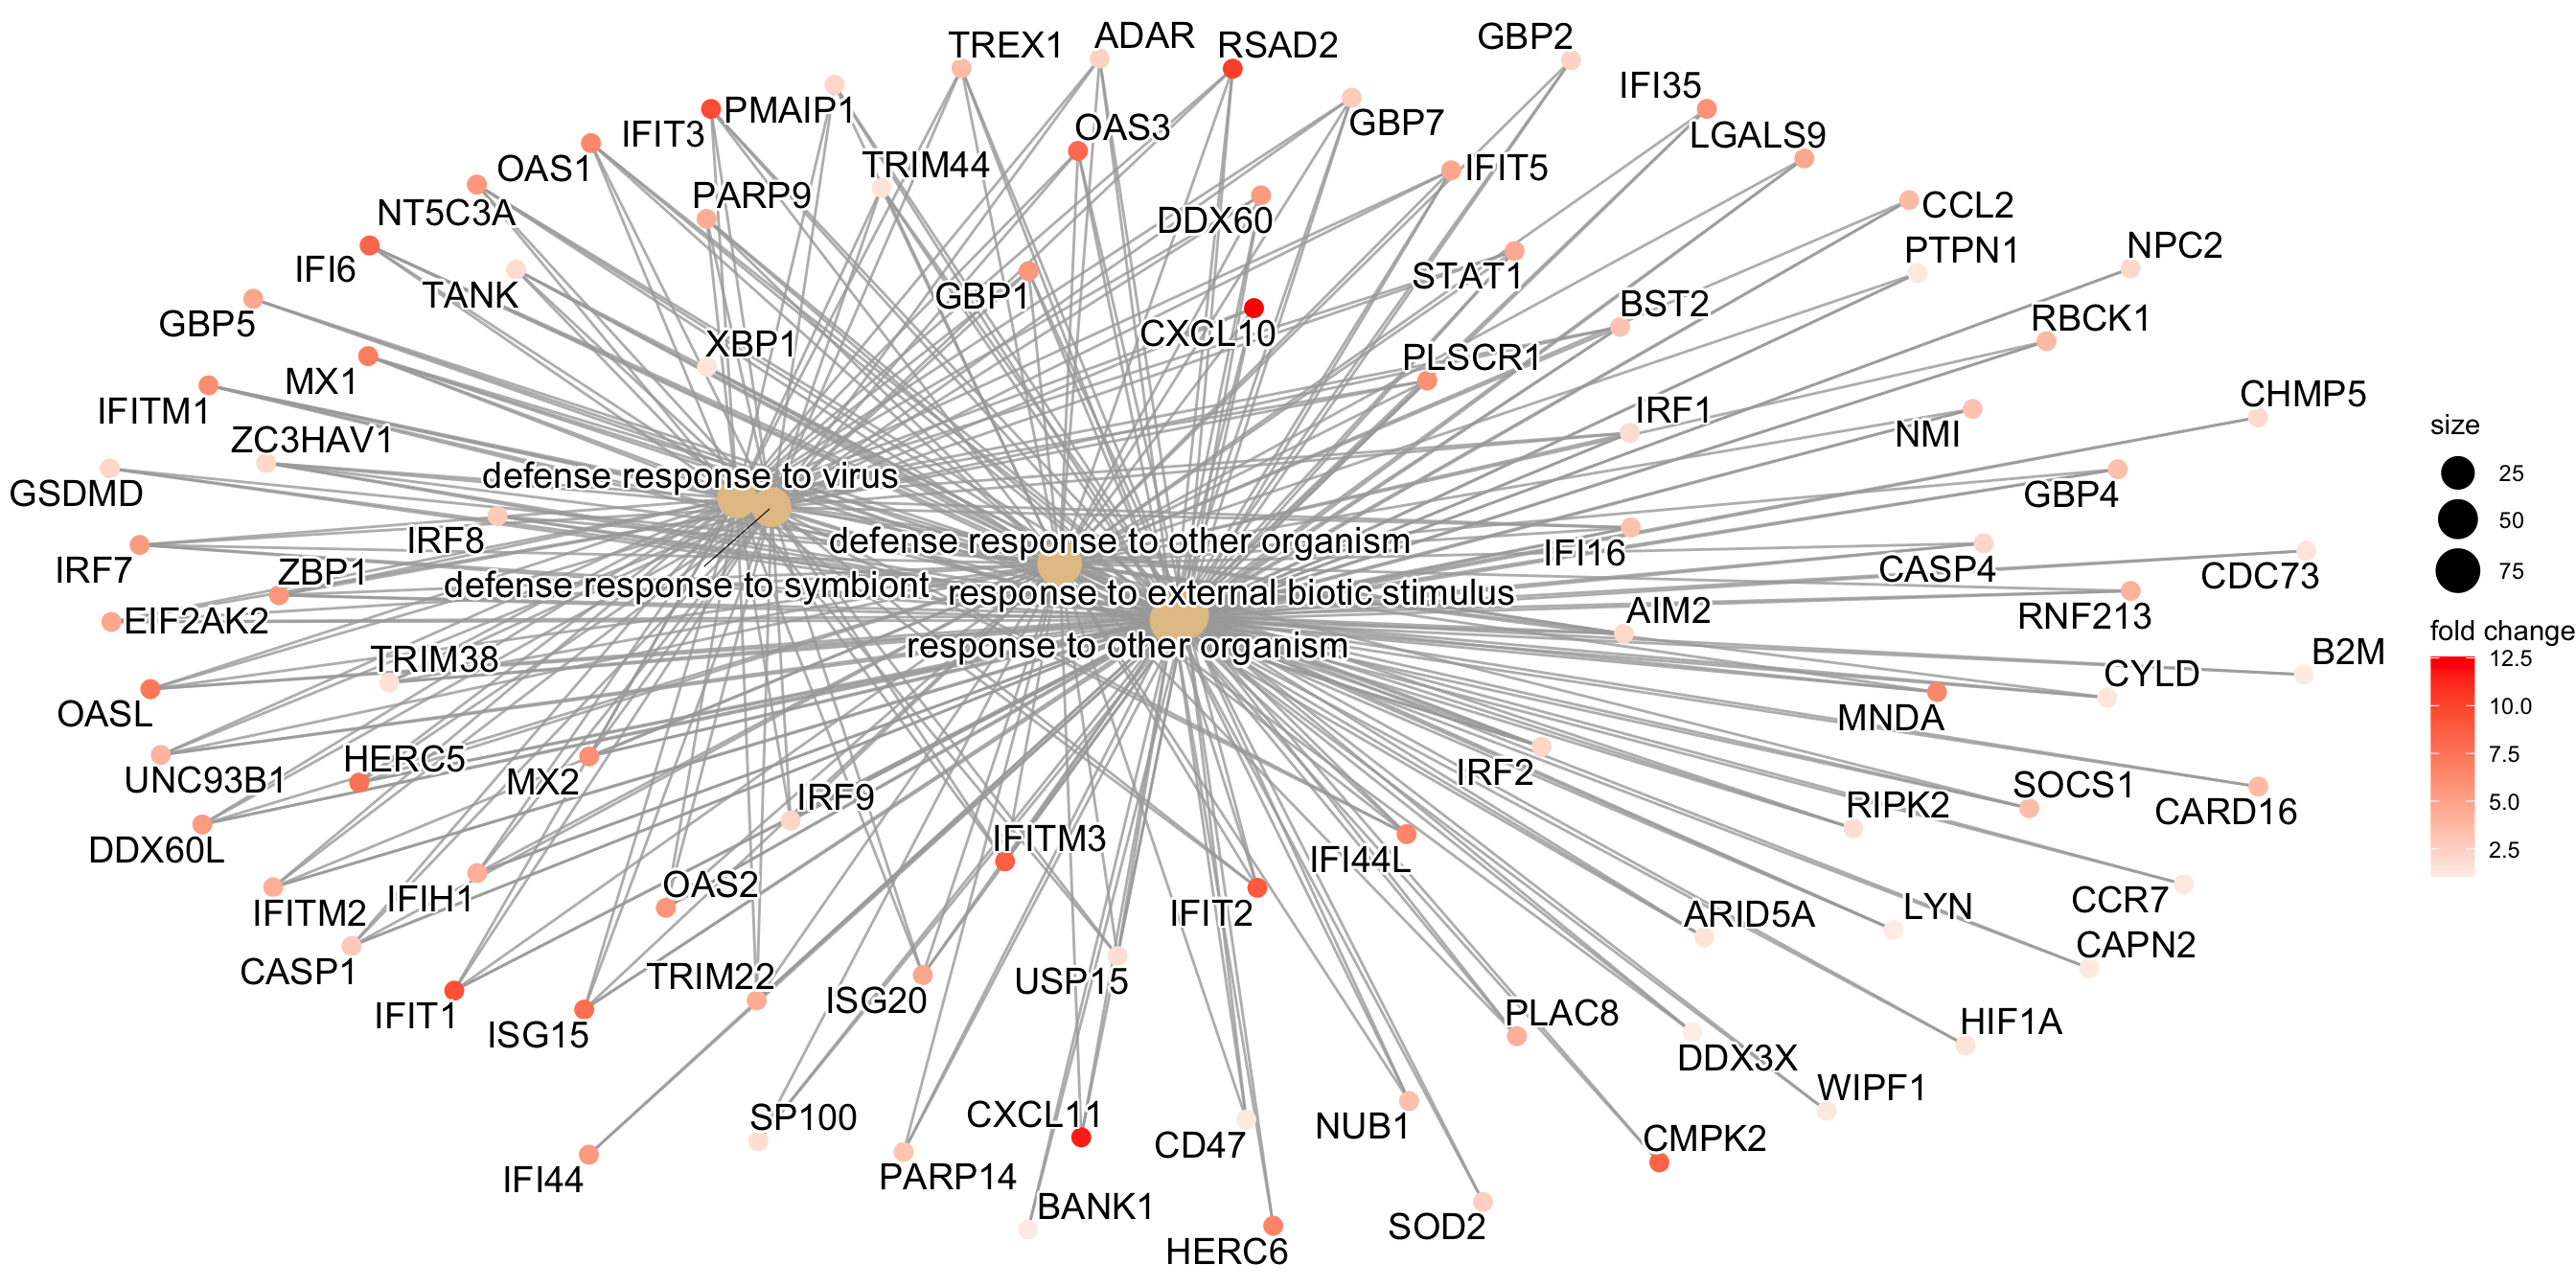 TREX1
ADAR
RSAD2
GBP2
IFI35
IFIT3
PMAIP1
OAS3
GBP7
LGALS9
OAS1
TRIM44
IFIT5
NT5C3A
PARP9
DDX60
CCL2
IFI6
TANK
GBP1
STAT1
PTPN1
NPC2
GBP5
XBP1
CXCL10
BST2
RBCK1
MX1
PLSCR1
IFITM1
IRF1
CHMP5
ZC3HAV1
NMI
GSDMD
defense response to virus
GBP4
IRF8
defense response to other organism
IFI16
IRF7
ZBP1
defense response to symbiont
response to external biotic stimulus
CASP4
CDC73
EIF2AK2
AIM2
RNF213
TRIM38
response to other organism
CYLD
B2M
OASL
MNDA
UNC93B1
HERC5
MX2
IRF9
IRF2
RIPK2
SOCS1
CARD16
DDX60L
IFITM3
IFI44L
IFITM2
IFIH1
OAS2
IFIT2
ARID5A
LYN
CCR7
CASP1
TRIM22
ISG20
USP15
CAPN2
IFIT1
ISG15
PLAC8
DDX3X
HIF1A
IFI44
SP100
CXCL11
CD47
NUB1
WIPF1
PARP14
CMPK2
BANK1
HERC6
SOD2
size
25
50
75
fold change
12.5
10.0
7.5
5.0
2.5